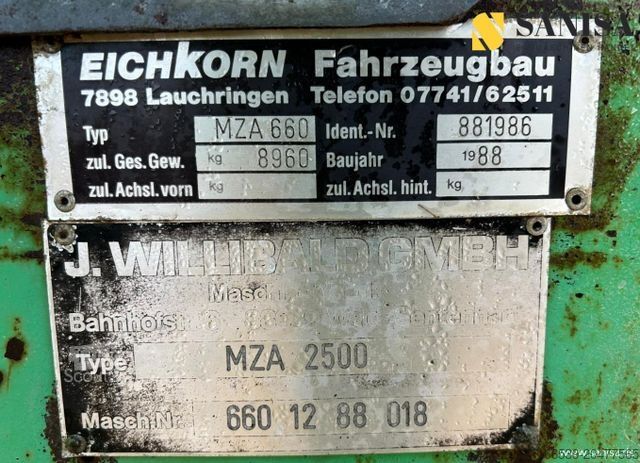 SANISA
EICHKORN Fahrzeugbau
7898 Lauchringen Telefon 07741/62511
Typ MZA 660 Ident.-Nr. 881986
zul. Ges. Gew. kg 8960 Baujahr 1988
zul. Achsl. vorn kg zul. Achsl. hint. kg
J. WILLIBALD GMBH
Bahnhofstr.
Type MZA 2500
Masch.Nr. 660 12 88 018